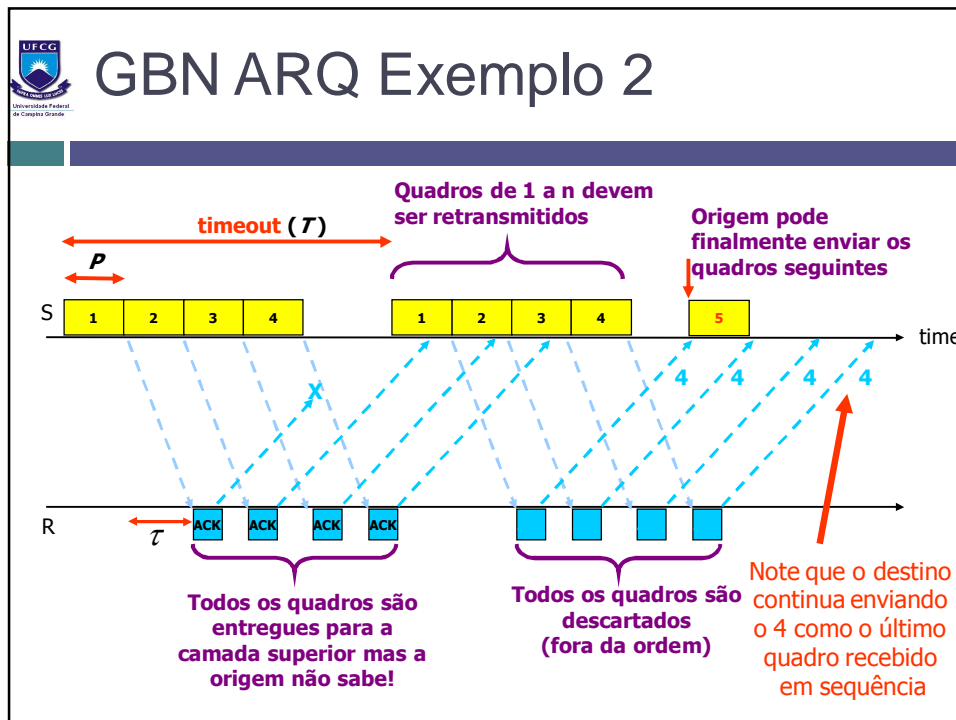 UFCG
Universidade Federal
de Campina Grande
GBN ARQ Exemplo 2
Quadros de 1 a n devem
ser retransmitidos
timeout (T)
Origem pode
finalmente enviar os
quadros seguintes
P
S
1 2 3 4 1 2 3 4 5
time
X 4 4 4 4
R
ACK ACK ACK ACK
τ
Todos os quadros são
entregues para a
camada superior mas a
origem não sabe!
Todos os quadros são
descartados
(fora da ordem)
Note que o destino
continua enviando
o 4 como o último
quadro recebido
em sequência